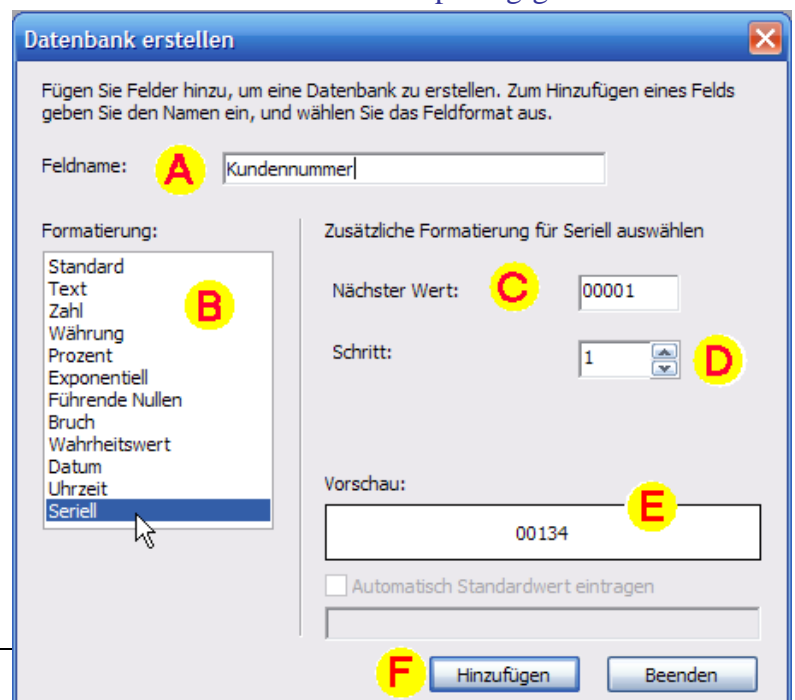 Datenbank erstellen
Fügen Sie Felder hinzu, um eine Datenbank zu erstellen. Zum Hinzufügen eines Felds
geben Sie den Namen ein, und wählen Sie das Feldformat aus.
Feldname: A Kundennummer
Formatierung:
Standard
Text
Zahl
Währung
Prozent
Exponentiell
Führende Nullen
Bruch
Wahrheitswert
Datum
Uhrzeit
Seriell
B
Zusätzliche Formatierung für Seriell auswählen
Nächster Wert: C 00001
Schritt: 1 D
Vorschau:
E
00134
Automatisch Standardwert eintragen
F Hinzufügen Beenden